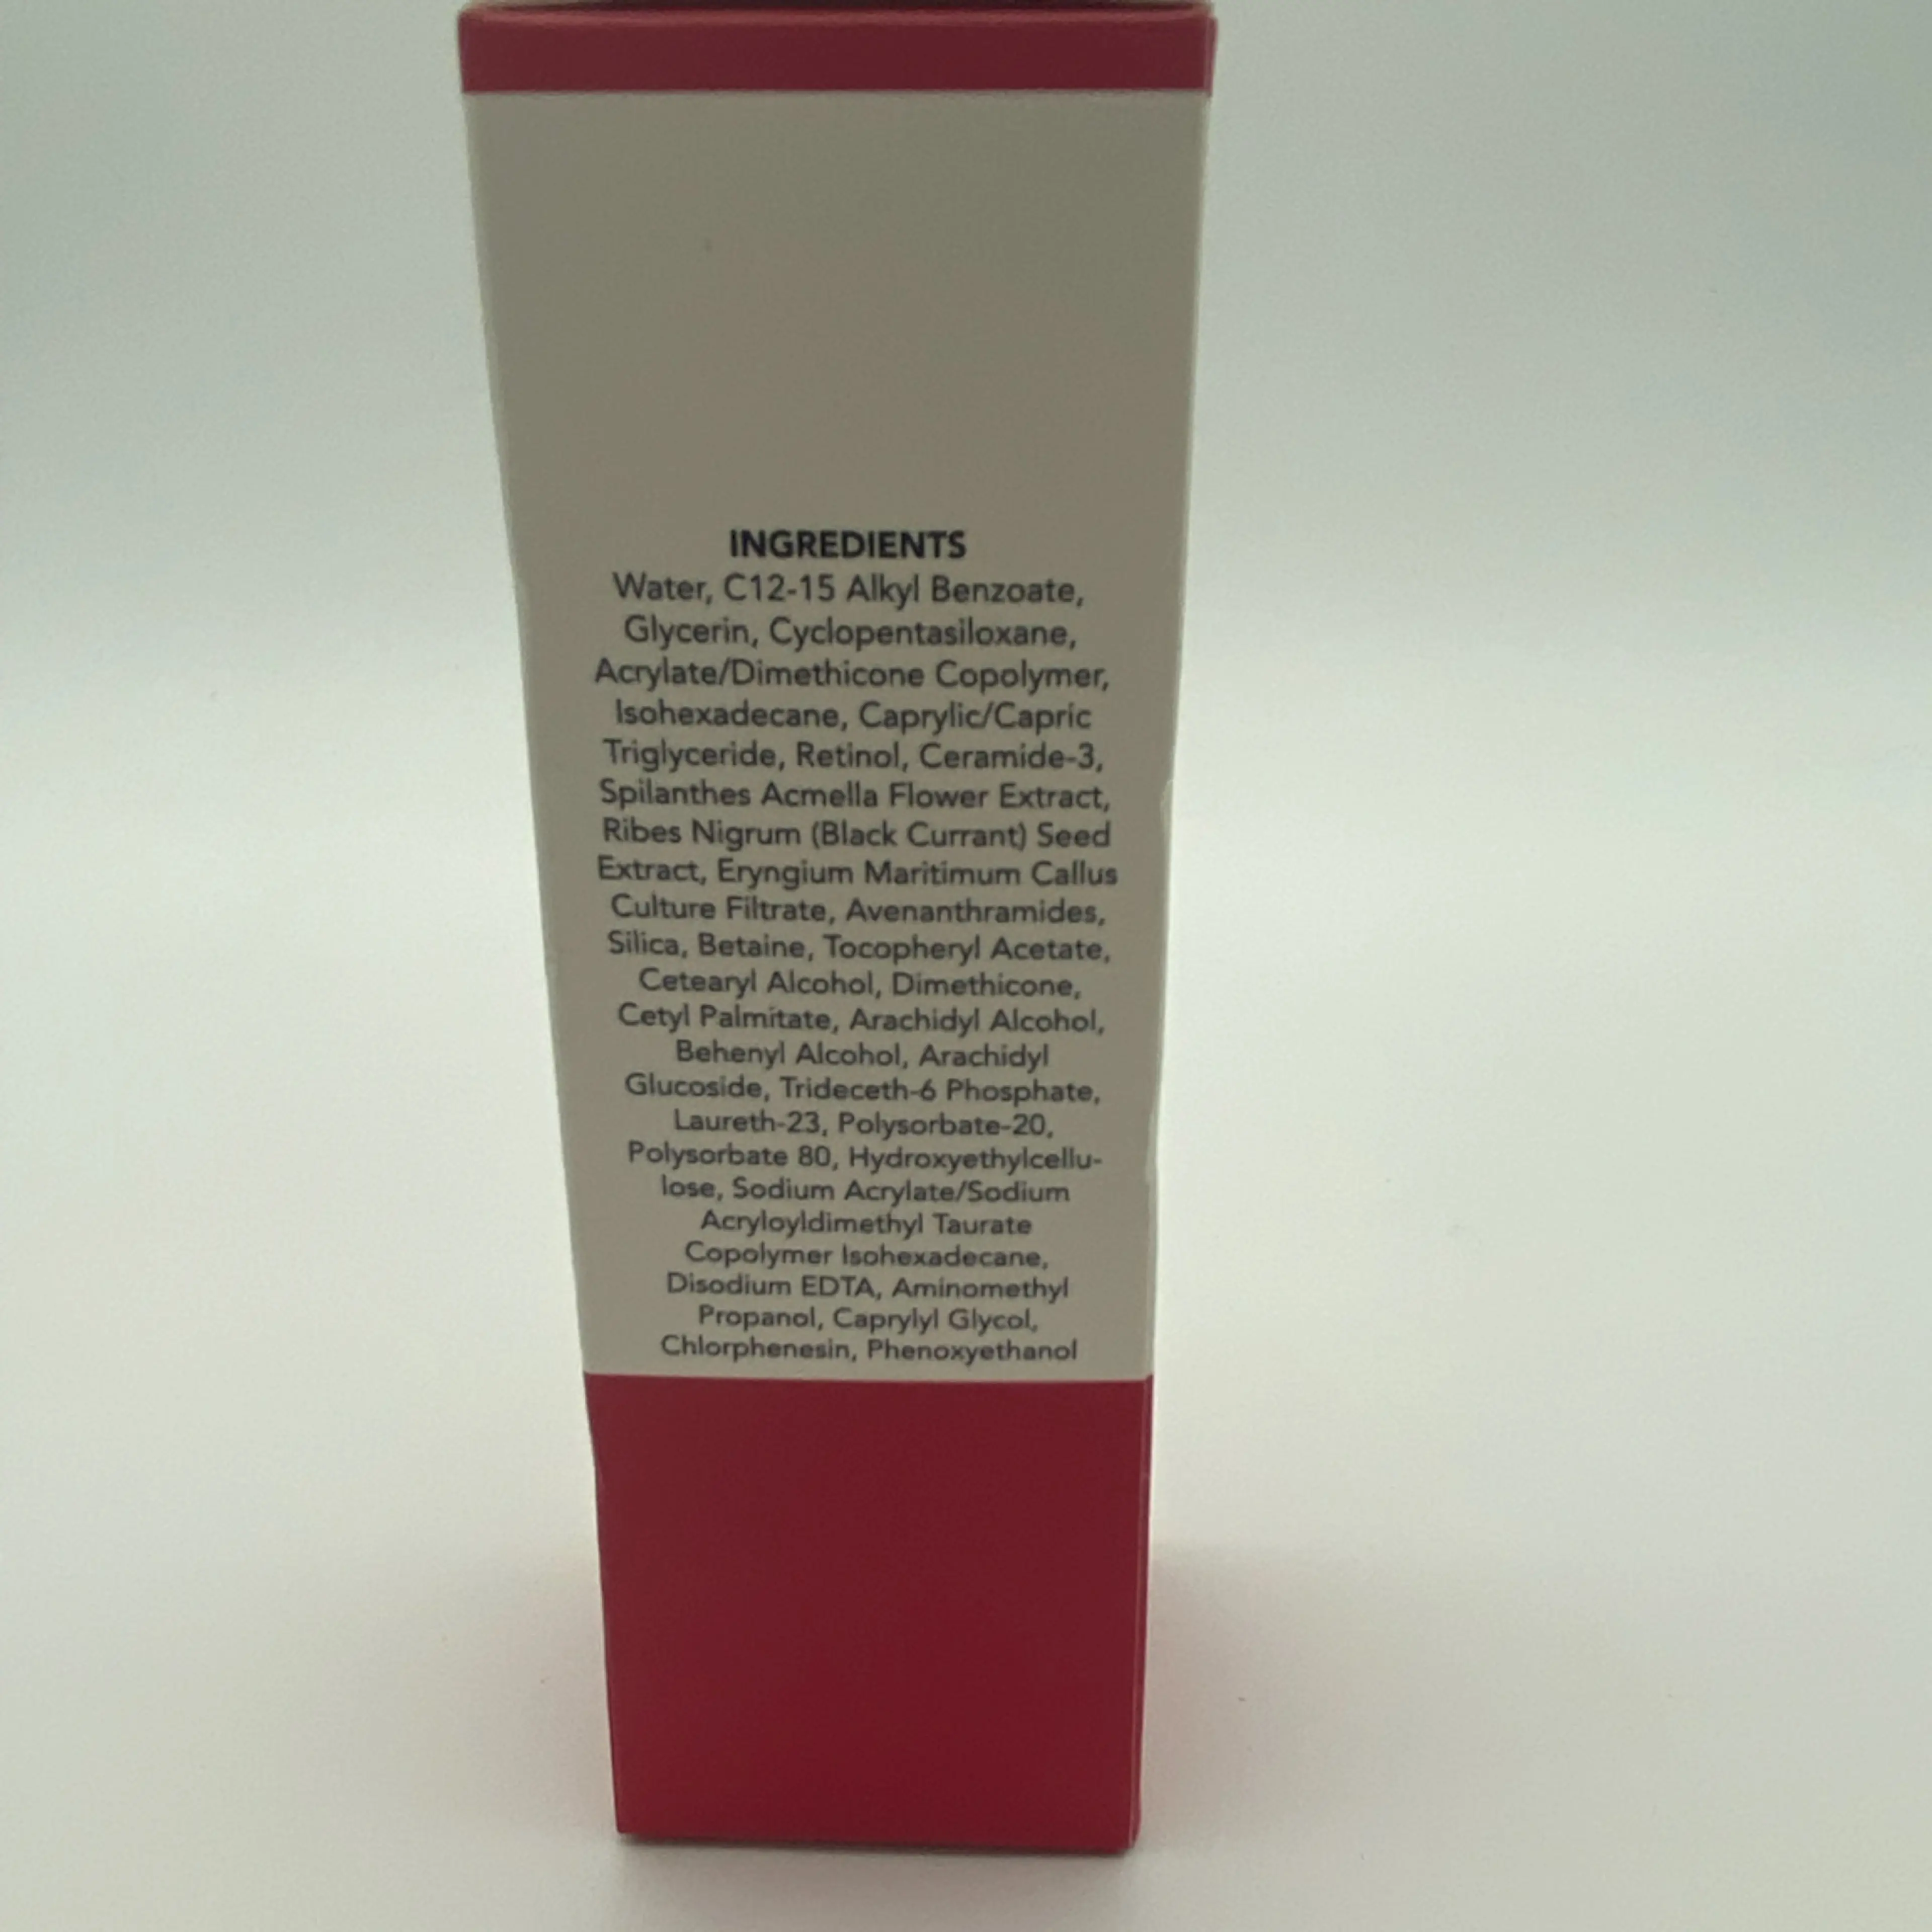 INGREDIENTS
Water, C12-15 Alkyl Benzoate,
Glycerin, Cyclopentasiloxane,
Acrylate/Dimethicone Copolymer,
Isohexadecane, Caprylic/Capric
Triglyceride, Retinol, Ceramide-3,
Spilanthes Acmella Flower Extract,
Ribes Nigrum (Black Currant) Seed
Extract, Eryngium Maritimum Callus
Culture Filtrate, Avenanthramides,
Silica, Betaine, Tocopheryl Acetate,
Cetearyl Alcohol, Dimethicone,
Cetyl Palmitate, Arachidyl Alcohol,
Behenyl Alcohol, Arachidyl
Glucoside, Trideceth-6 Phosphate,
Laureth-23, Polysorbate-20,
Polysorbate 80, Hydroxyethylcellu-
lose, Sodium Acrylate/Sodium
Acryloyldimethyl Taurate
Copolymer Isohexadecane,
Disodium EDTA, Aminomethyl
Propanol, Caprylyl Glycol,
Chlorphenesin, Phenoxyethanol